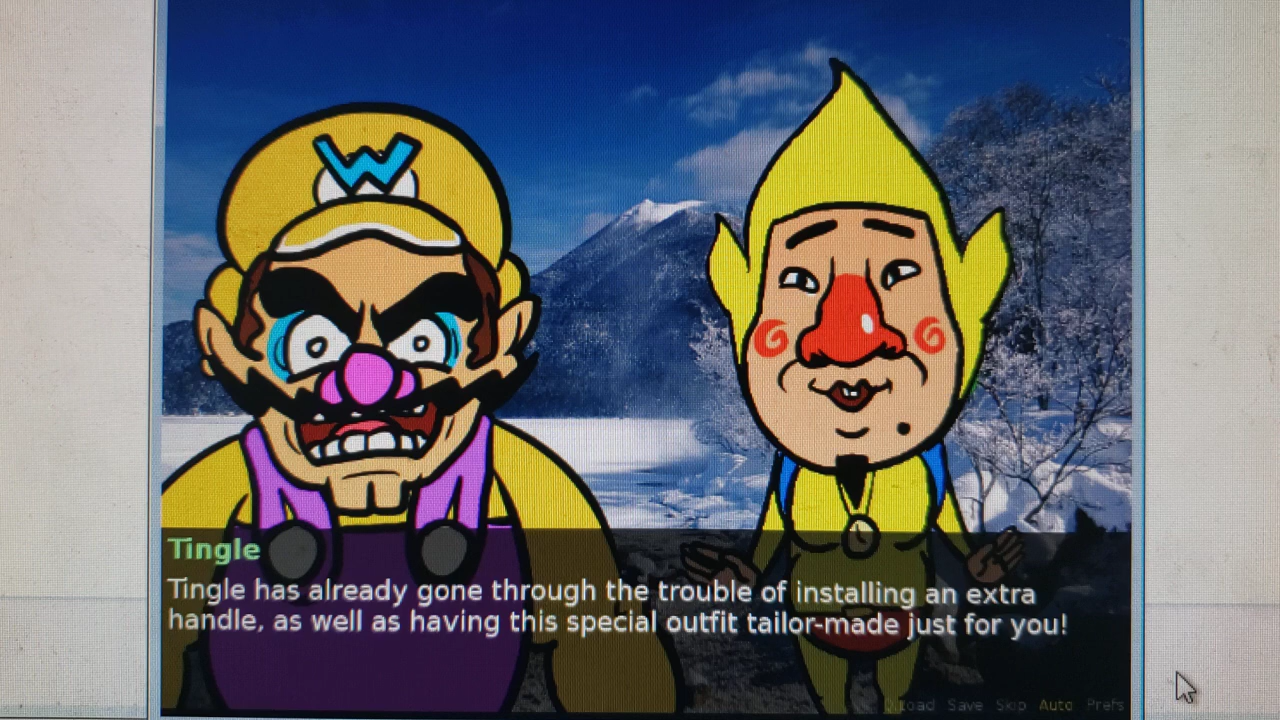 W
Tingle
Tingle has already gone through the trouble of installing an extra
handle, as well as having this special outfit tailor-made just for you!
Load Save Skip Auto Prefs